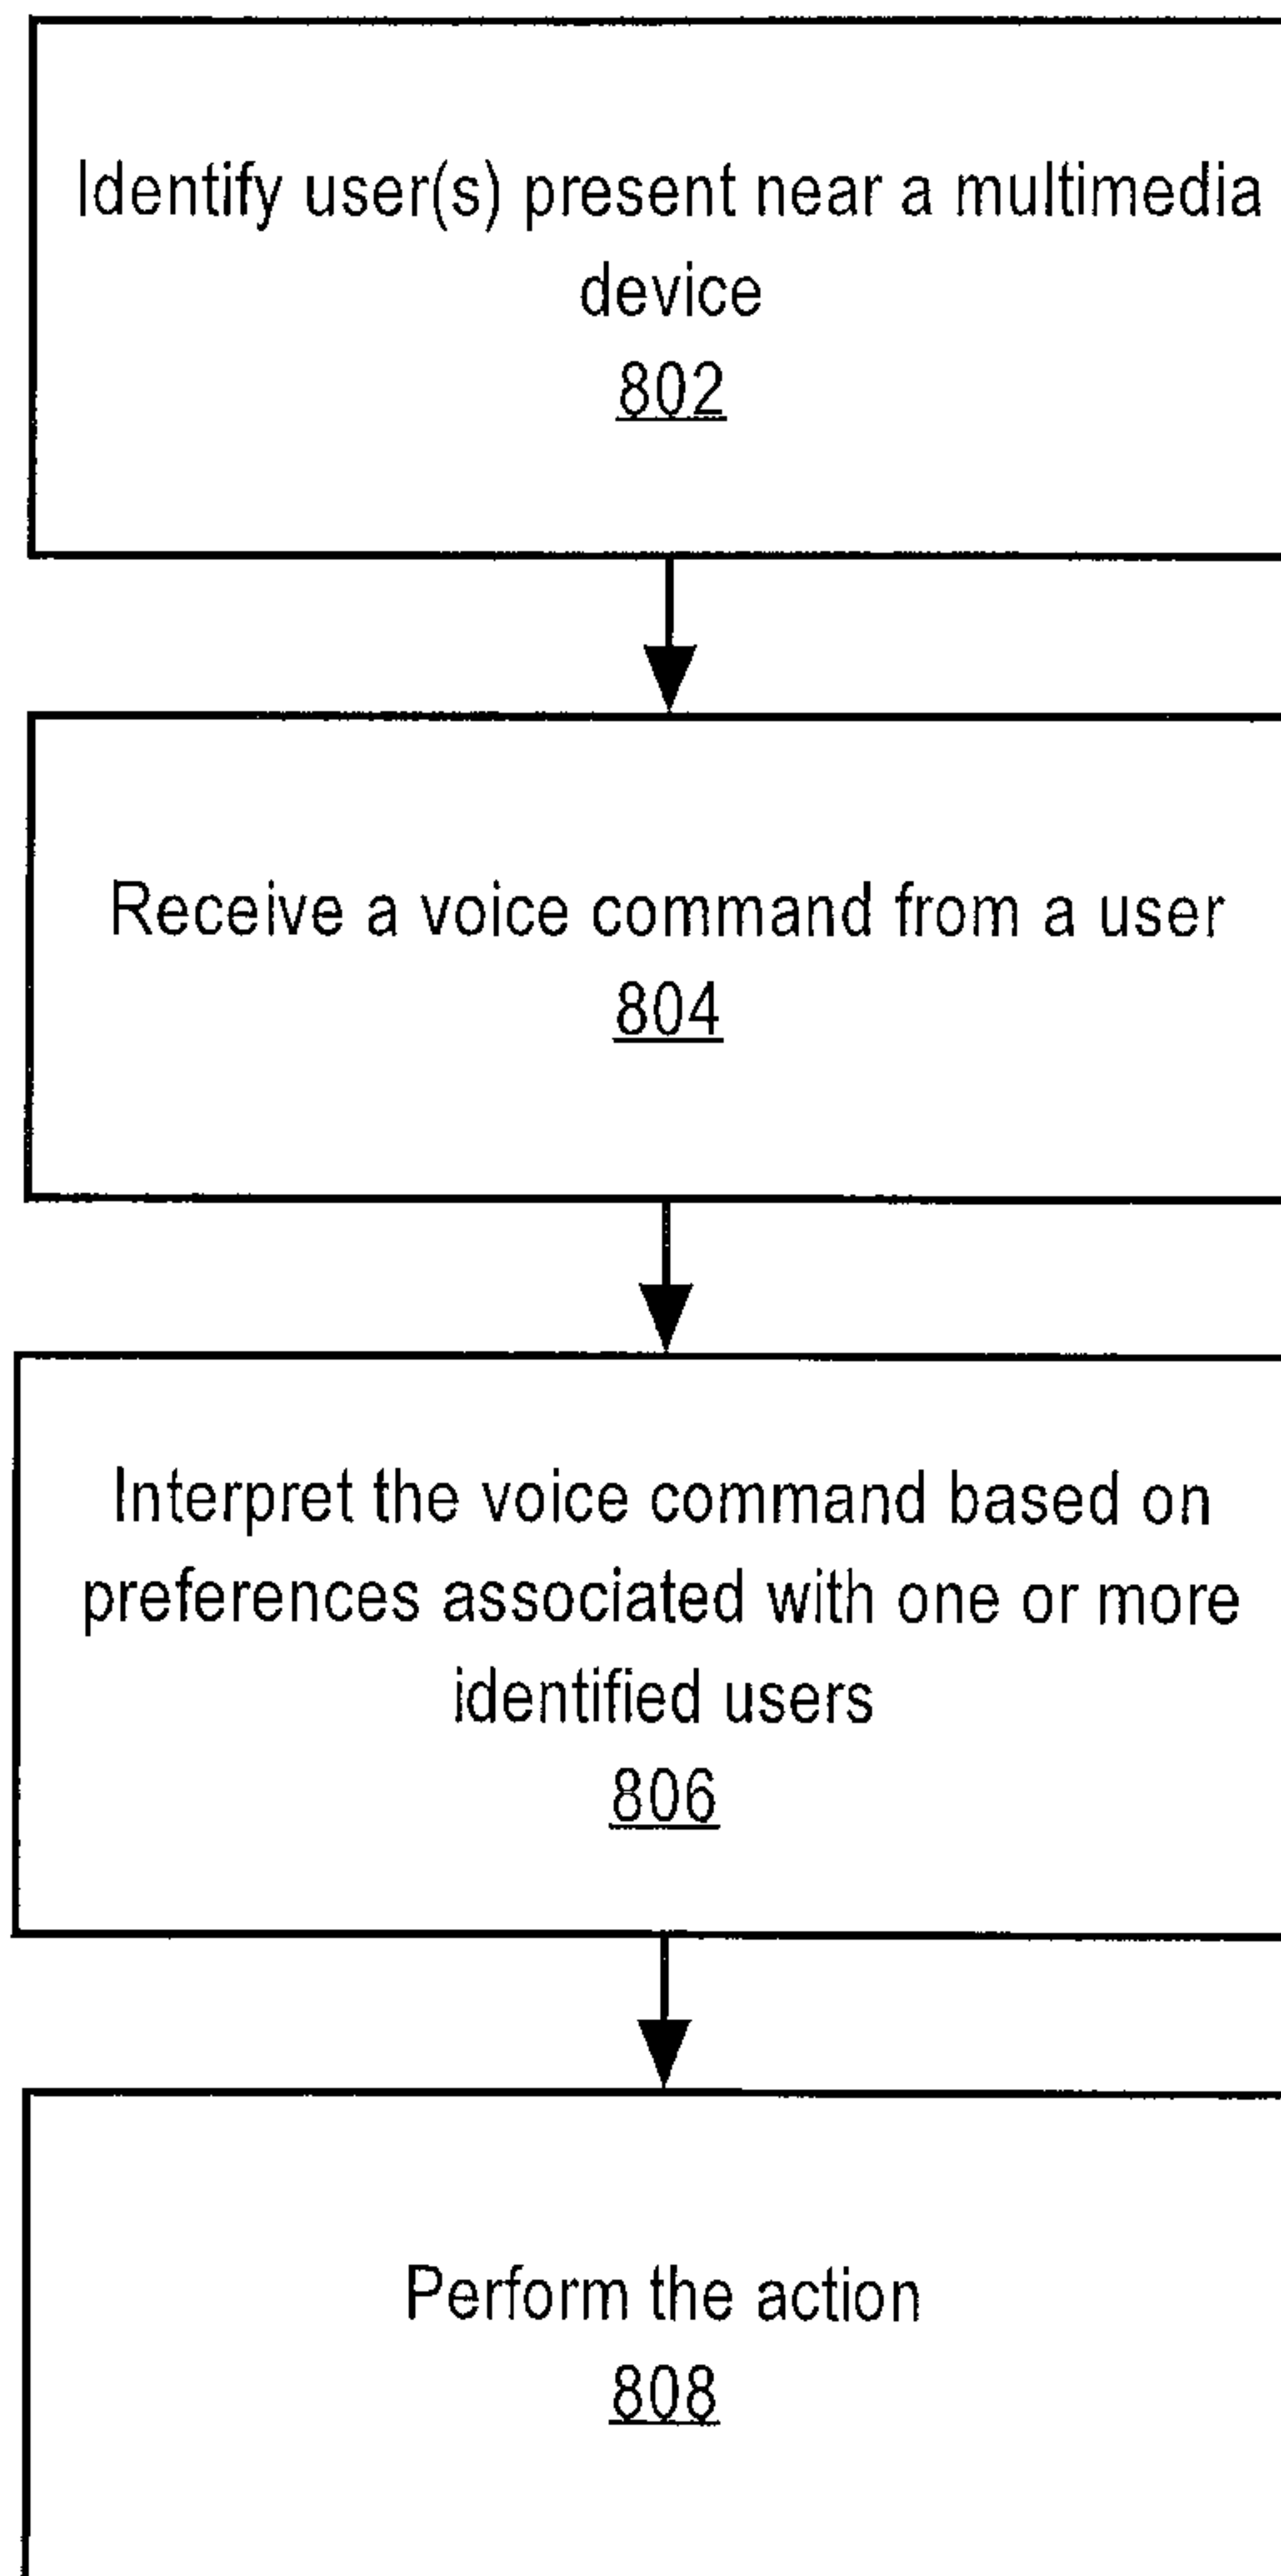 Identify user(s) present near a multimedia
device
802
Receive a voice command from a user
804
Interpret the voice command based on
preferences associated with one or more
identified users
806
Perform the action
808